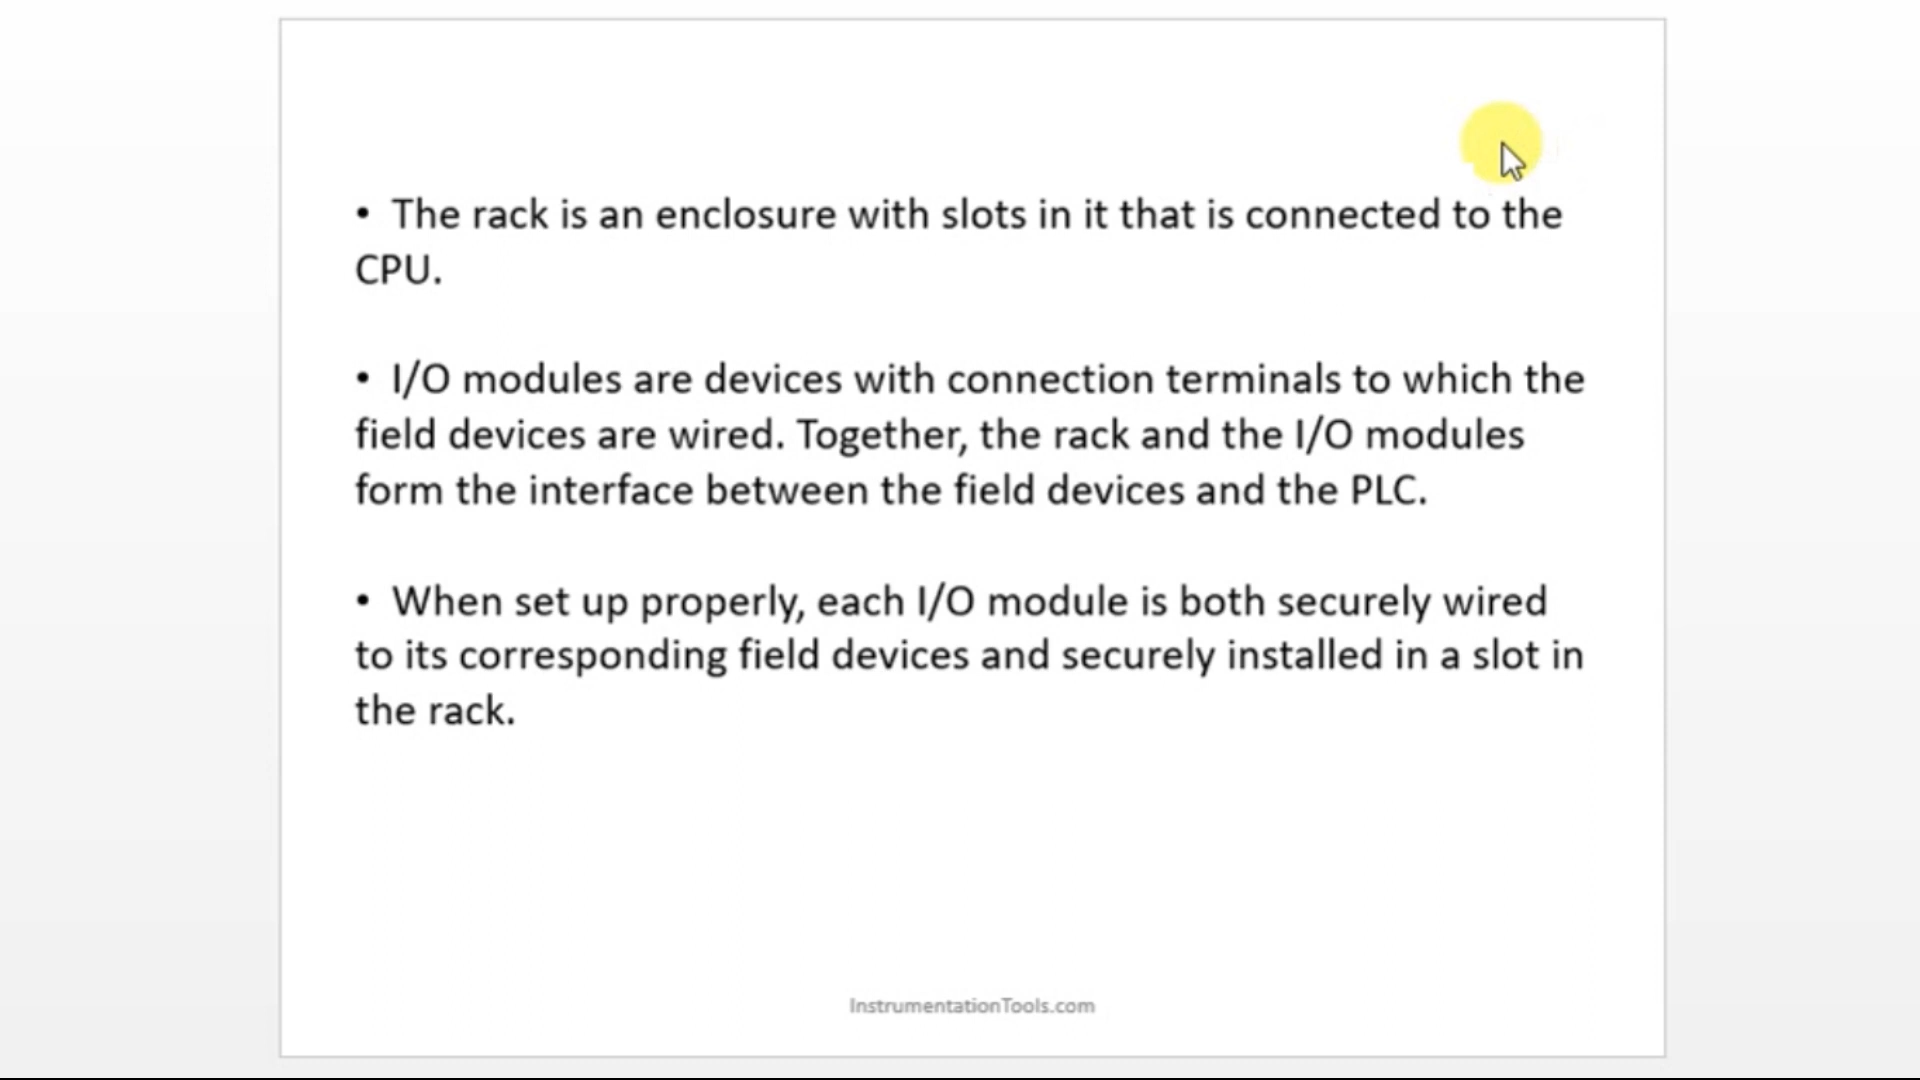 • The rack is an enclosure with slots in it that is connected to the
CPU.
• I/O modules are devices with connection terminals to which the
field devices are wired. Together, the rack and the I/O modules
form the interface between the field devices and the PLC.
• When set up properly, each I/O module is both securely wired
to its corresponding field devices and securely installed in a slot in
the rack.
InstrumentationTools.com